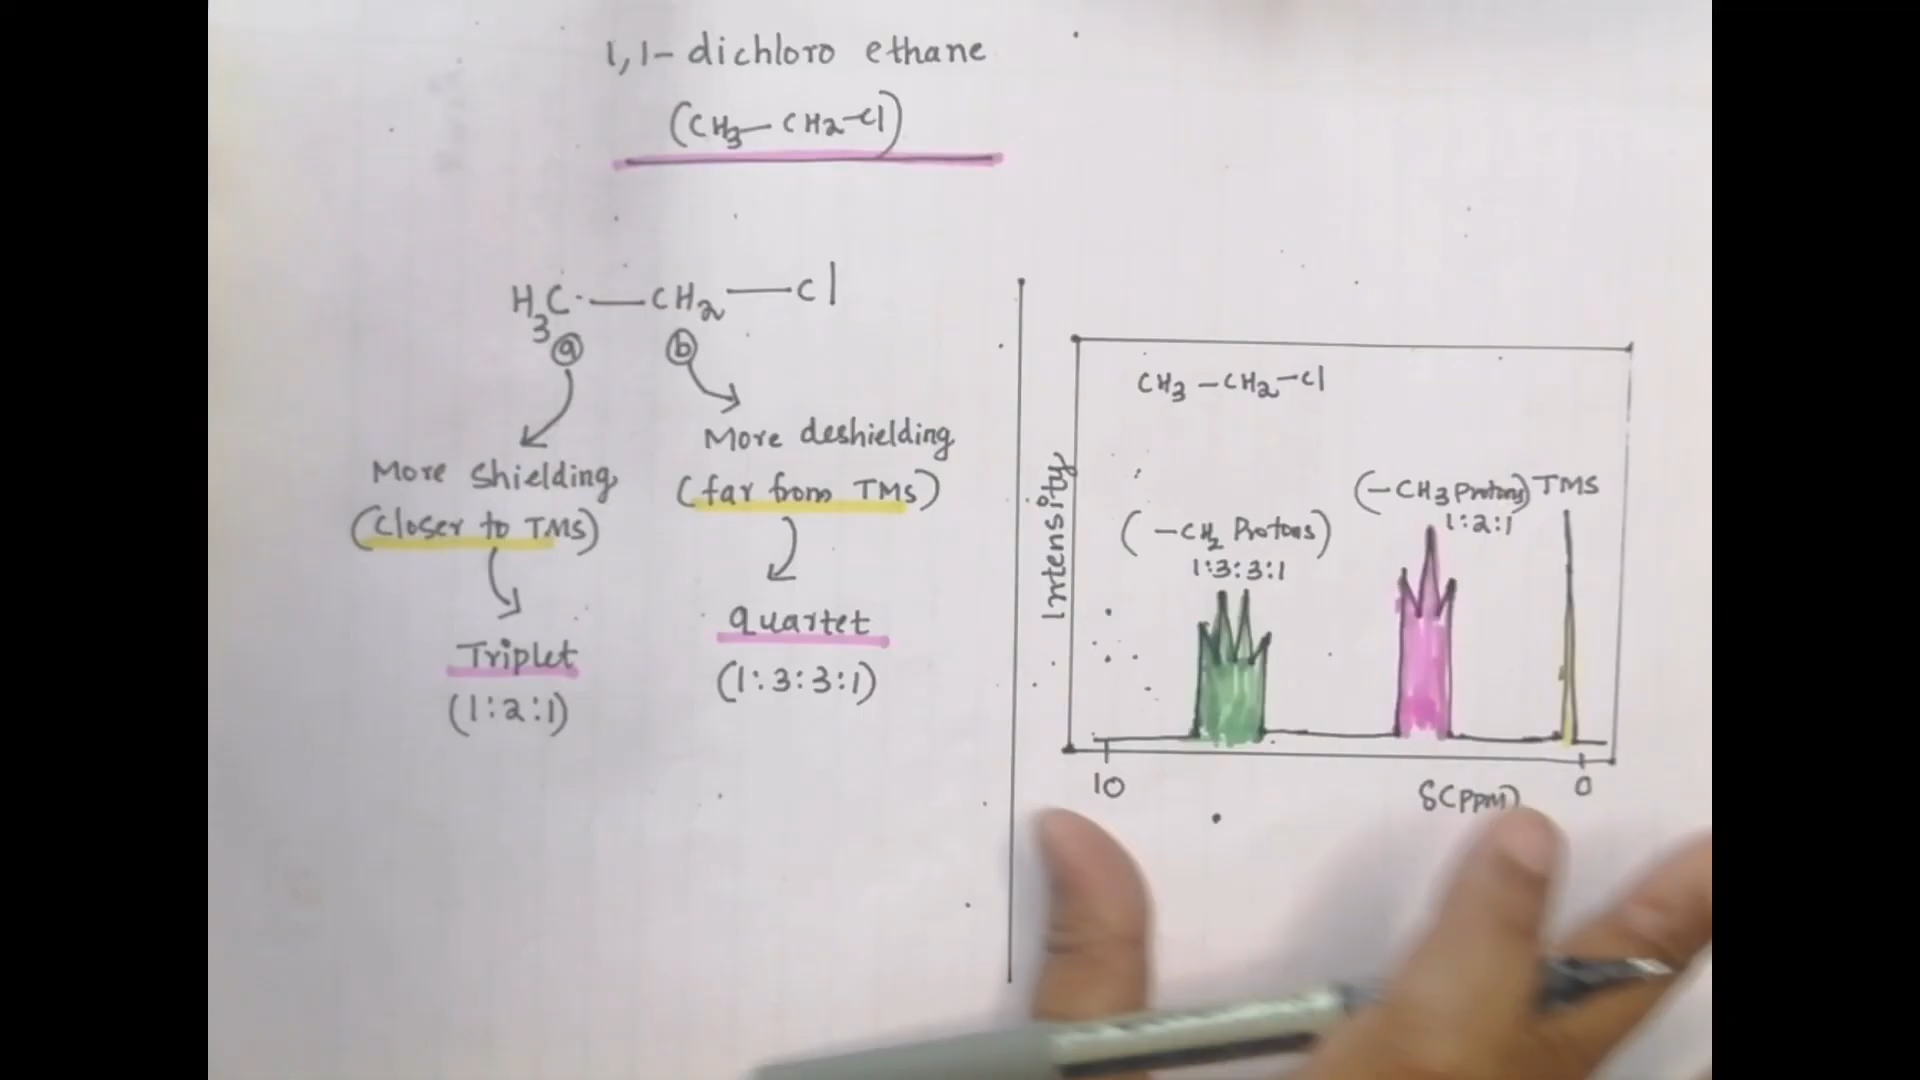 1,1- dichloro ethane
(CH3 - CH2-Cl)
H3C - CH2 - Cl
a b
More shielding
(closer to TMS)
Triplet
(1:2:1)
More deshielding
(far from TMS)
quartet
(1:3:3:1)
CH3 - CH2 - Cl
Intensity
(-CH2 Protons)
1:3:3:1
(-CH3 Protons)
1:2:1
TMS
10
δ(PPM)
0